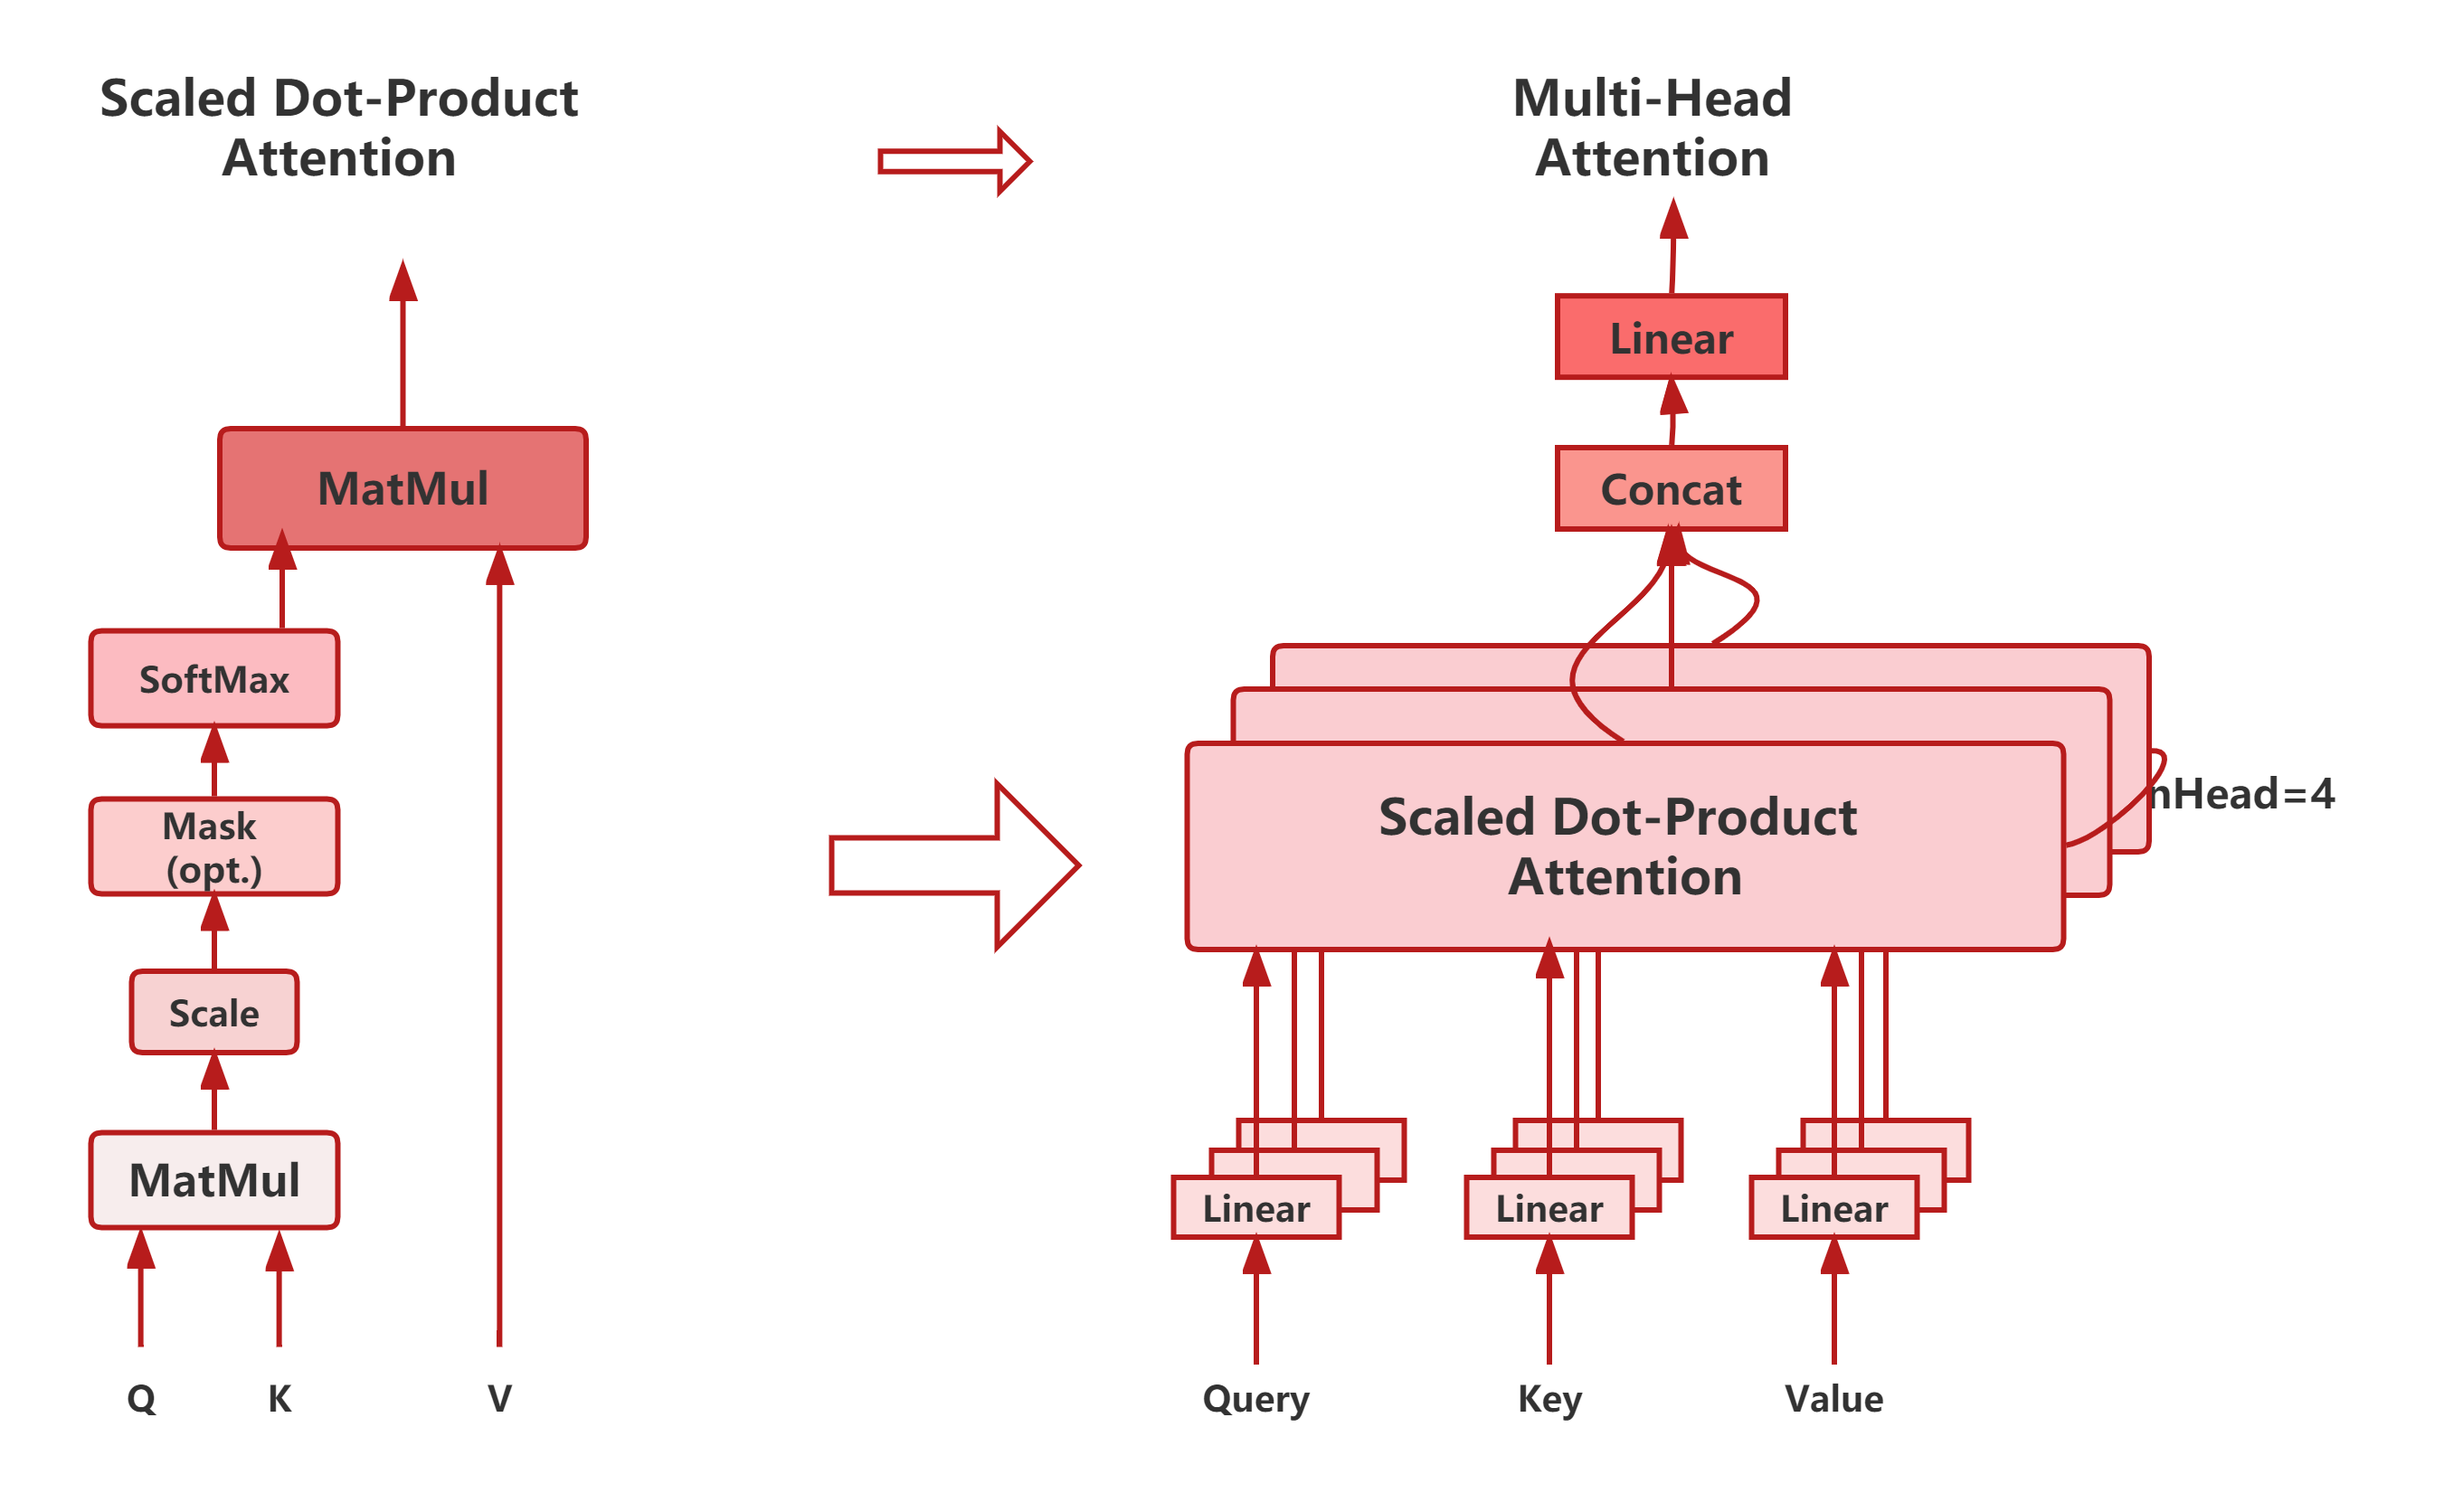 Scaled Dot-Product
Attention
MatMul
SoftMax
Mask
(opt.)
Scale
MatMul
Q K V
Multi-Head
Attention
Linear
Concat
nHead=4
Scaled Dot-Product
Attention
Linear Linear Linear
Query Key Value